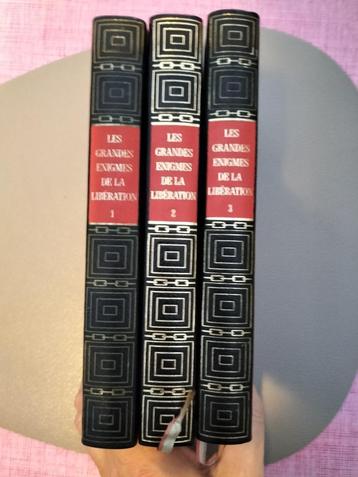 LES
GRANDES
ENIGMES
DE LA
LIBÉRATION
1
LES
GRANDES
ENIGMES
DE LA
LIBÉRATION
2
LES
GRANDES
ENIGMES
DE LA
LIBÉRATION
3